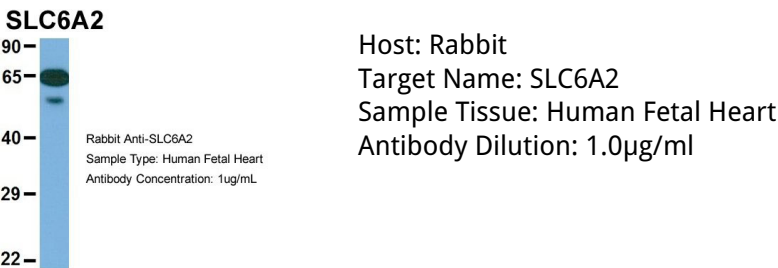 SLC6A2
90
65
40
29
22
Rabbit Anti-SLC6A2
Sample Type: Human Fetal Heart
Antibody Concentration: 1ug/mL
Host: Rabbit
Target Name: SLC6A2
Sample Tissue: Human Fetal Heart
Antibody Dilution: 1.0μg/ml